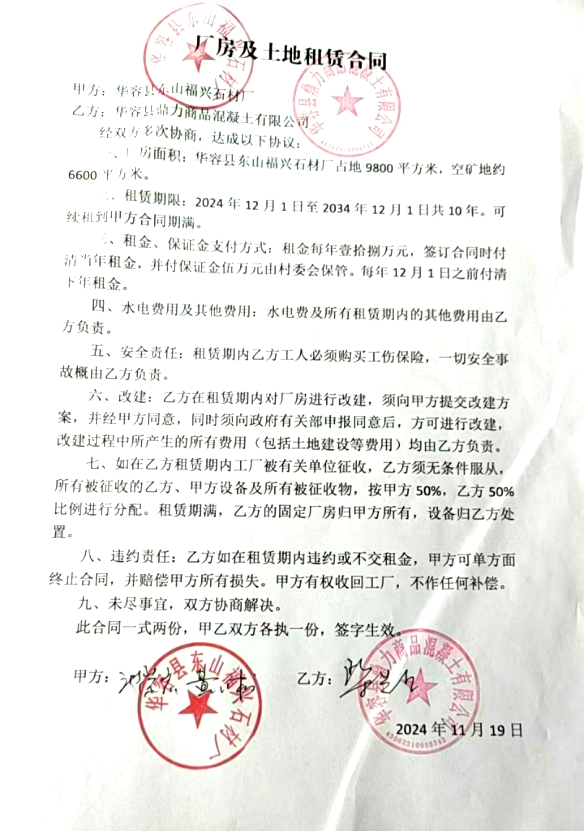 厂房及土地租赁合同
甲方：华容县东山福兴石材厂
乙方：华容县鼎力商品混凝土有限公司
经双方多次协商，达成以下协议：
、厂房面积：华容县东山福兴石材厂占地 9800 平方米，空矿地约
6600 平方米。
、租赁期限：2024 年 12 月 1 日至 2034 年 12 月 1 日共 10 年。可
续租到甲方合同期满。
、租金、保证金支付方式：租金每年壹拾捌万元，签订合同时付
清当年租金，并付保证金伍万元由村委会保管。每年 12 月 1 日之前付清
下年租金。
四、水电费用及其他费用：水电费及所有租赁期内的其他费用由乙
方负责。
五、安全责任：租赁期内乙方工人必须购买工伤保险，一切安全事
故概由乙方负责。
六、改建：乙方在租赁期内对厂房进行改建，须向甲方提交改建方
案，并经甲方同意，同时须向政府有关部申报同意后，方可进行改建，
改建过程中所产生的所有费用（包括土地建设等费用）均由乙方负责。
七、如在乙方租赁期内工厂被有关单位征收，乙方须无条件服从，
所有被征收的乙方、甲方设备及所有被征收物，按甲方 50%，乙方 50%
比例进行分配。租赁期满，乙方的固定厂房归甲方所有，设备归乙方处
置。
八、违约责任：乙方如在租赁期内违约或不交租金，甲方可单方面
终止合同，并赔偿甲方所有损失。甲方有权收回工厂，不作任何补偿。
九、未尽事宜，双方协商解决。
此合同一式两份，甲乙双方各执一份，签字生效。
甲方：
乙方：
华容县东山福兴石材厂
华容县鼎力商品混凝土有限公司
2024 年 11 月 19 日